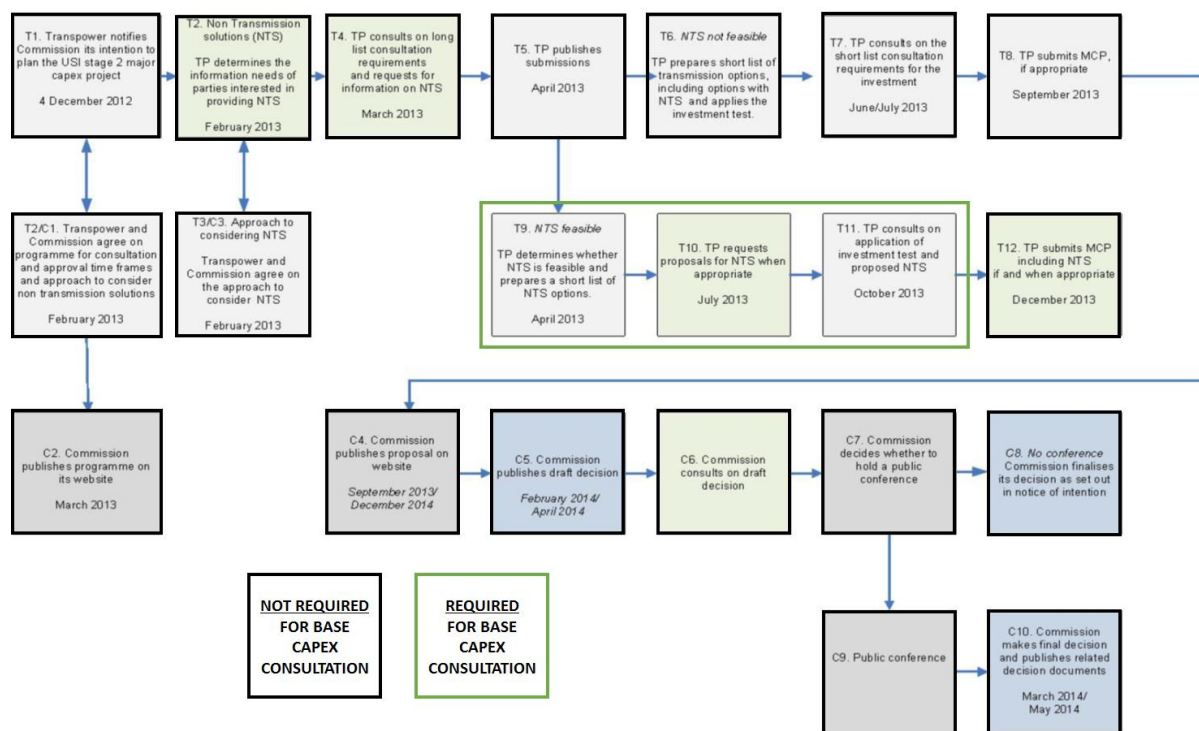 T1. Transpower notifies
Commission its intention to
plan the USI stage 2 major
capex project
4 December 2012
T2. Non Transmission
solutions (NTS)
TP determines the
information needs of
parties interested in
providing NTS
February 2013
T4. TP consults on long
list consultation
requirements
and requests for
information on NTS
March 2013
T5. TP publishes
submissions
April 2013
T6. NTS not feasible
TP prepares short list of
transmission options,
including options with
NTS and applies the
investment test.
T7. TP consults on the
short list consultation
requirements for the
investment
June/July 2013
T8. TP submits MCP,
if appropriate
September 2013
T2/C1. Transpower and
Commission agree on
programme for consultation
and approval time frames
and approach to consider
non transmission solutions
February 2013
T3/C3. Approach to
considering NTS
Transpower and
Commission agree on
the approach to
consider NTS
February 2013
T9. NTS feasible
TP determines whether
NTS is feasible and
prepares a short list of
NTS options.
April 2013
T10. TP requests
proposals for NTS when
appropriate
July 2013
T11. TP consults on
application of
investment test and
proposed NTS
October 2013
T12. TP submits MCP
including NTS
if and when appropriate
December 2013
C2. Commission
publishes programme on
its website
March 2013
C4. Commission
publishes proposal on
website
September 2013/
December 2014
C5. Commission
publishes draft decision
February 2014/
April 2014
C6. Commission
consults on draft
decision
C7. Commission
decides whether to
hold a public
conference
C8. No conference
Commission finalises
its decision as set out
in notice of intention
NOT REQUIRED
FOR BASE
CAPEX
CONSULTATION
REQUIRED
FOR BASE
CAPEX
CONSULTATION
C9. Public conference
C10. Commission
makes final decision
and publishes related
decision documents
March 2014/
May 2014